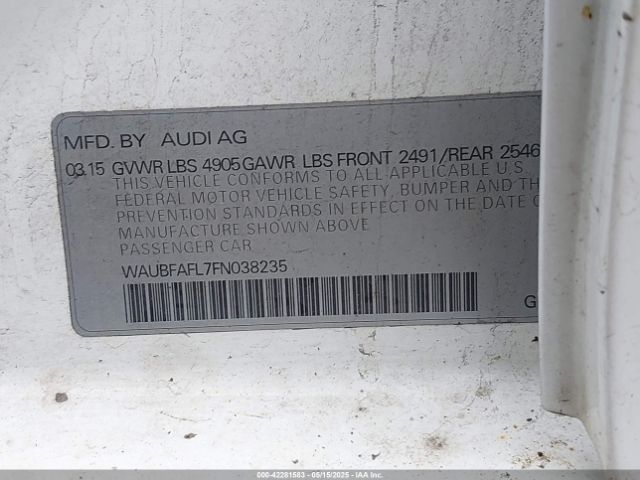 MFD. BY AUDI AG
03.15 GVWR LBS 4905 GAWR LBS FRONT 2491/REAR 2546
THIS VEHICLE CONFORMS TO ALL APPLICABLE U.S.
FEDERAL MOTOR VEHICLE SAFETY, BUMPER AND
PREVENTION STANDARDS IN EFFECT ON THE DATE
MANUFACTURE SHOWN ABOVE
PASSENGER CAR
WAUBFAFL7FN038235
G
000-42281583 - 05/15/2025 - IAA Inc.